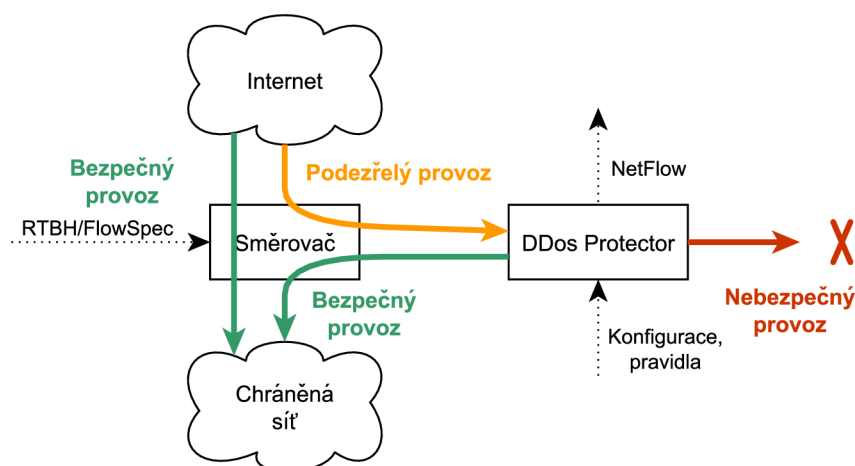 Internet
Bezpečný
provoz
Podezřelý provoz
NetFlow
RTBH/FlowSpec
Směrovač
DDos Protector
X
Bezpečný
provoz
Nebezpečný
provoz
Konfigurace,
pravidla
Chráněná
síť